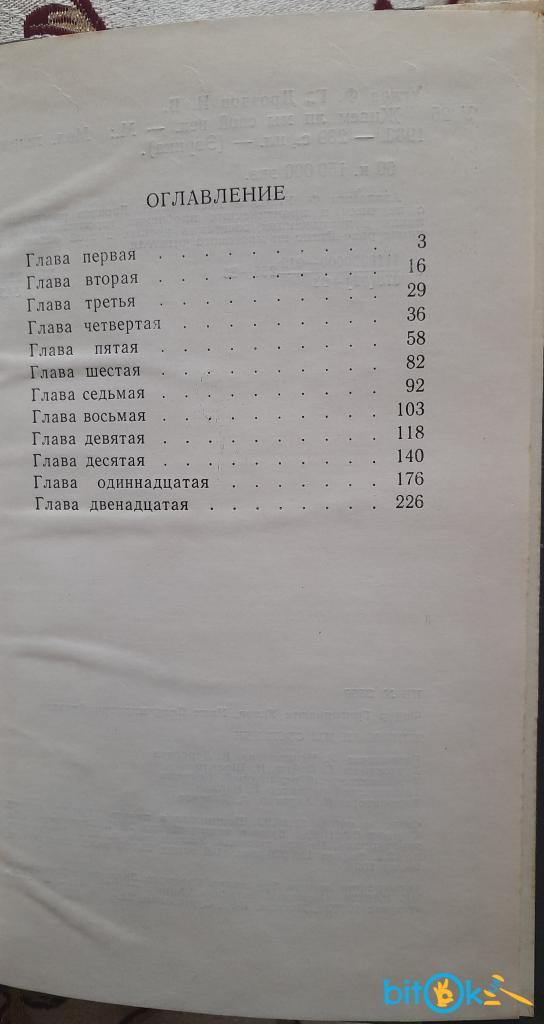 ОГЛАВЛЕНИЕ
Глава первая . . . . . . . . . . 3
Глава вторая . . . . . . . . . . 16
Глава третья . . . . . . . . . . 29
Глава четвертая . . . . . . . . . 36
Глава пятая . . . . . . . . . . 58
Глава шестая . . . . . . . . . . 82
Глава седьмая . . . . . . . . . . 92
Глава восьмая . . . . . . . . . . 103
Глава девятая . . . . . . . . . . 118
Глава десятая . . . . . . . . . . 140
Глава одиннадцатая . . . . . . . 176
Глава двенадцатая . . . . . . . . 226
bitok